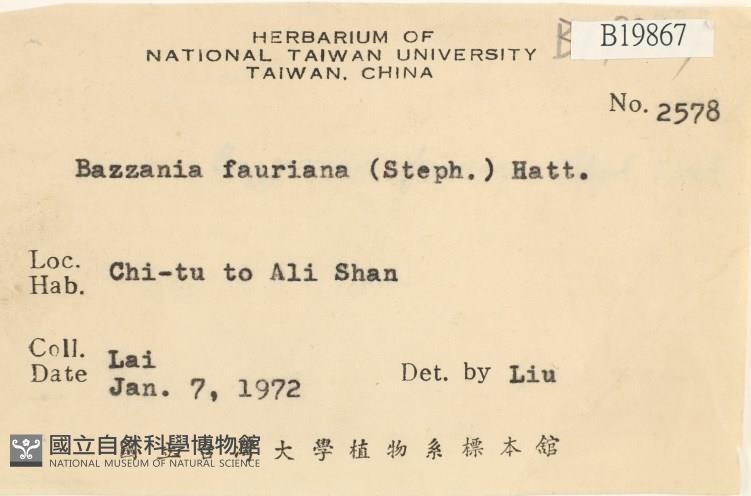 HERBARIUM OF
NATIONAL TAIWAN UNIVERSITY
TAIWAN, CHINA
B19867
No. 2578
Bazzania fauriana (Steph.) Hatt.
Loc.
Hab. Chi-tu to Ali Shan
Coll. Lai
Date Jan. 7, 1972
Det. by Liu
大學植物系標本館
國立自然科學博物館
NATIONAL MUSEUM OF NATURAL SCIENCE